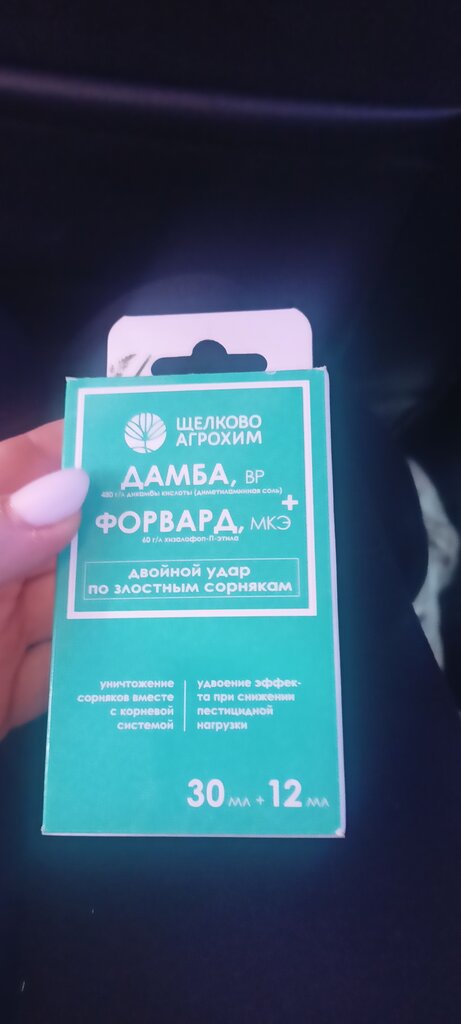 ЩЕЛКОВО
АГРОХИМ
ДАМБА, ВР
480 г/л дикамбы кислоты (диметиламинная соль)
+
ФОРВАРД, МКЭ
60 г/л хизалофоп-П-этила
двойной удар
по злостным сорнякам
уничтожение
сорняков вместе
с корневой
системой
удвоение эффек-
та при снижении
пестицидной
нагрузки
30 мл + 12 мл